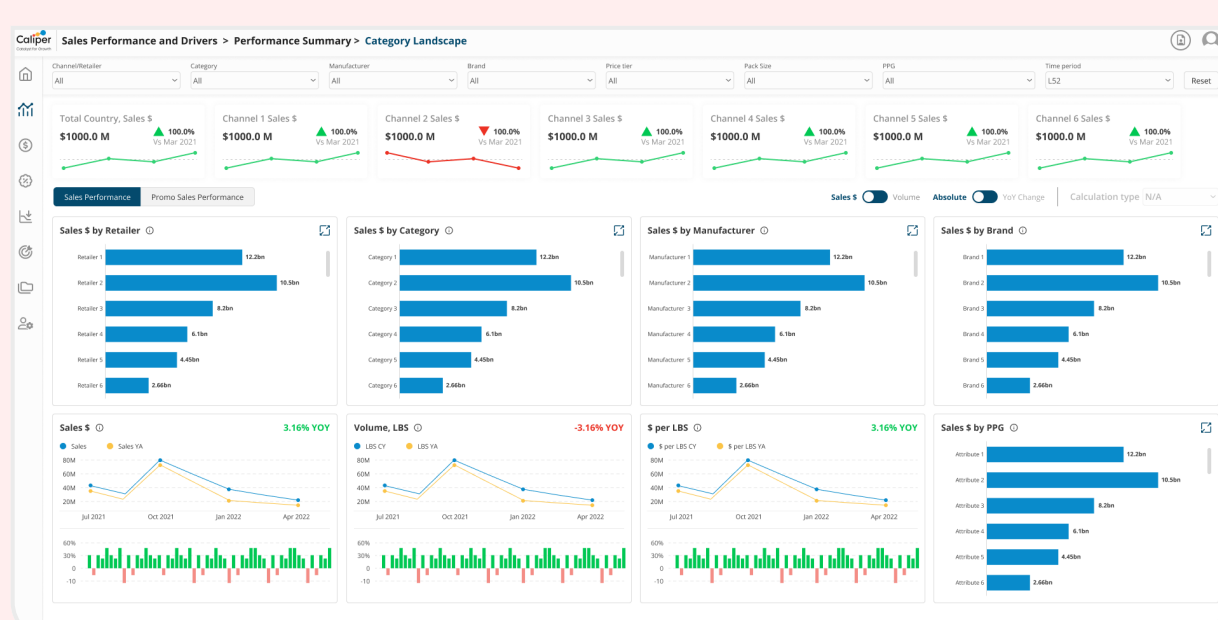 Caliper
Catalyst for Growth
Sales Performance and Drivers > Performance Summary > Category Landscape
Channel/Retailer Category Manufacturer Brand Price tier Pack Size PPG Time period
All All All All All All All L52 Reset
Total Country, Sales $ Channel 1 Sales $ Channel 2 Sales $ Channel 3 Sales $ Channel 4 Sales $ Channel 5 Sales $ Channel 6 Sales $
$1000.0 M 100.0% $1000.0 M 100.0% $1000.0 M 100.0% $1000.0 M 100.0% $1000.0 M 100.0% $1000.0 M 100.0% $1000.0 M 100.0%
Vs Mar 2021 Vs Mar 2021 Vs Mar 2021 Vs Mar 2021 Vs Mar 2021 Vs Mar 2021 Vs Mar 2021
Sales Performance Promo Sales Performance Sales $ Volume Absolute YoY Change Calculation type N/A
Sales $ by Retailer
Retailer 1 12.2bn
Retailer 2 10.5bn
Retailer 3 8.2bn
Retailer 4 6.1bn
Retailer 5 4.45bn
Retailer 6 2.66bn
Sales $ by Category
Category 1 12.2bn
Category 2 10.5bn
Category 3 8.2bn
Category 4 6.1bn
Category 5 4.45bn
Category 6 2.66bn
Sales $ by Manufacturer
Manufacturer 1 12.2bn
Manufacturer 2 10.5bn
Manufacturer 3 8.2bn
Manufacturer 4 6.1bn
Manufacturer 5 4.45bn
Manufacturer 6 2.66bn
Sales $ by Brand
Brand 1 12.2bn
Brand 2 10.5bn
Brand 3 8.2bn
Brand 4 6.1bn
Brand 5 4.45bn
Brand 6 2.66bn
Sales $ 3.16% YOY
Sales Sales YA
80M
60M
40M
20M
Jul 2021 Oct 2021 Jan 2022 Apr 2022
60%
30%
0
-10
Volume, LBS -3.16% YOY
LBS CY LBS YA
80M
60M
40M
20M
Jul 2021 Oct 2021 Jan 2022 Apr 2022
60%
30%
0
-10
$ per LBS 3.16% YOY
$ per LBS CY $ per LBS YA
80M
60M
40M
20M
Jul 2021 Oct 2021 Jan 2022 Apr 2022
60%
30%
0
-10
Sales $ by PPG
Attribute 1 12.2bn
Attribute 2 10.5bn
Attribute 3 8.2bn
Attribute 4 6.1bn
Attribute 5 4.45bn
Attribute 6 2.66bn